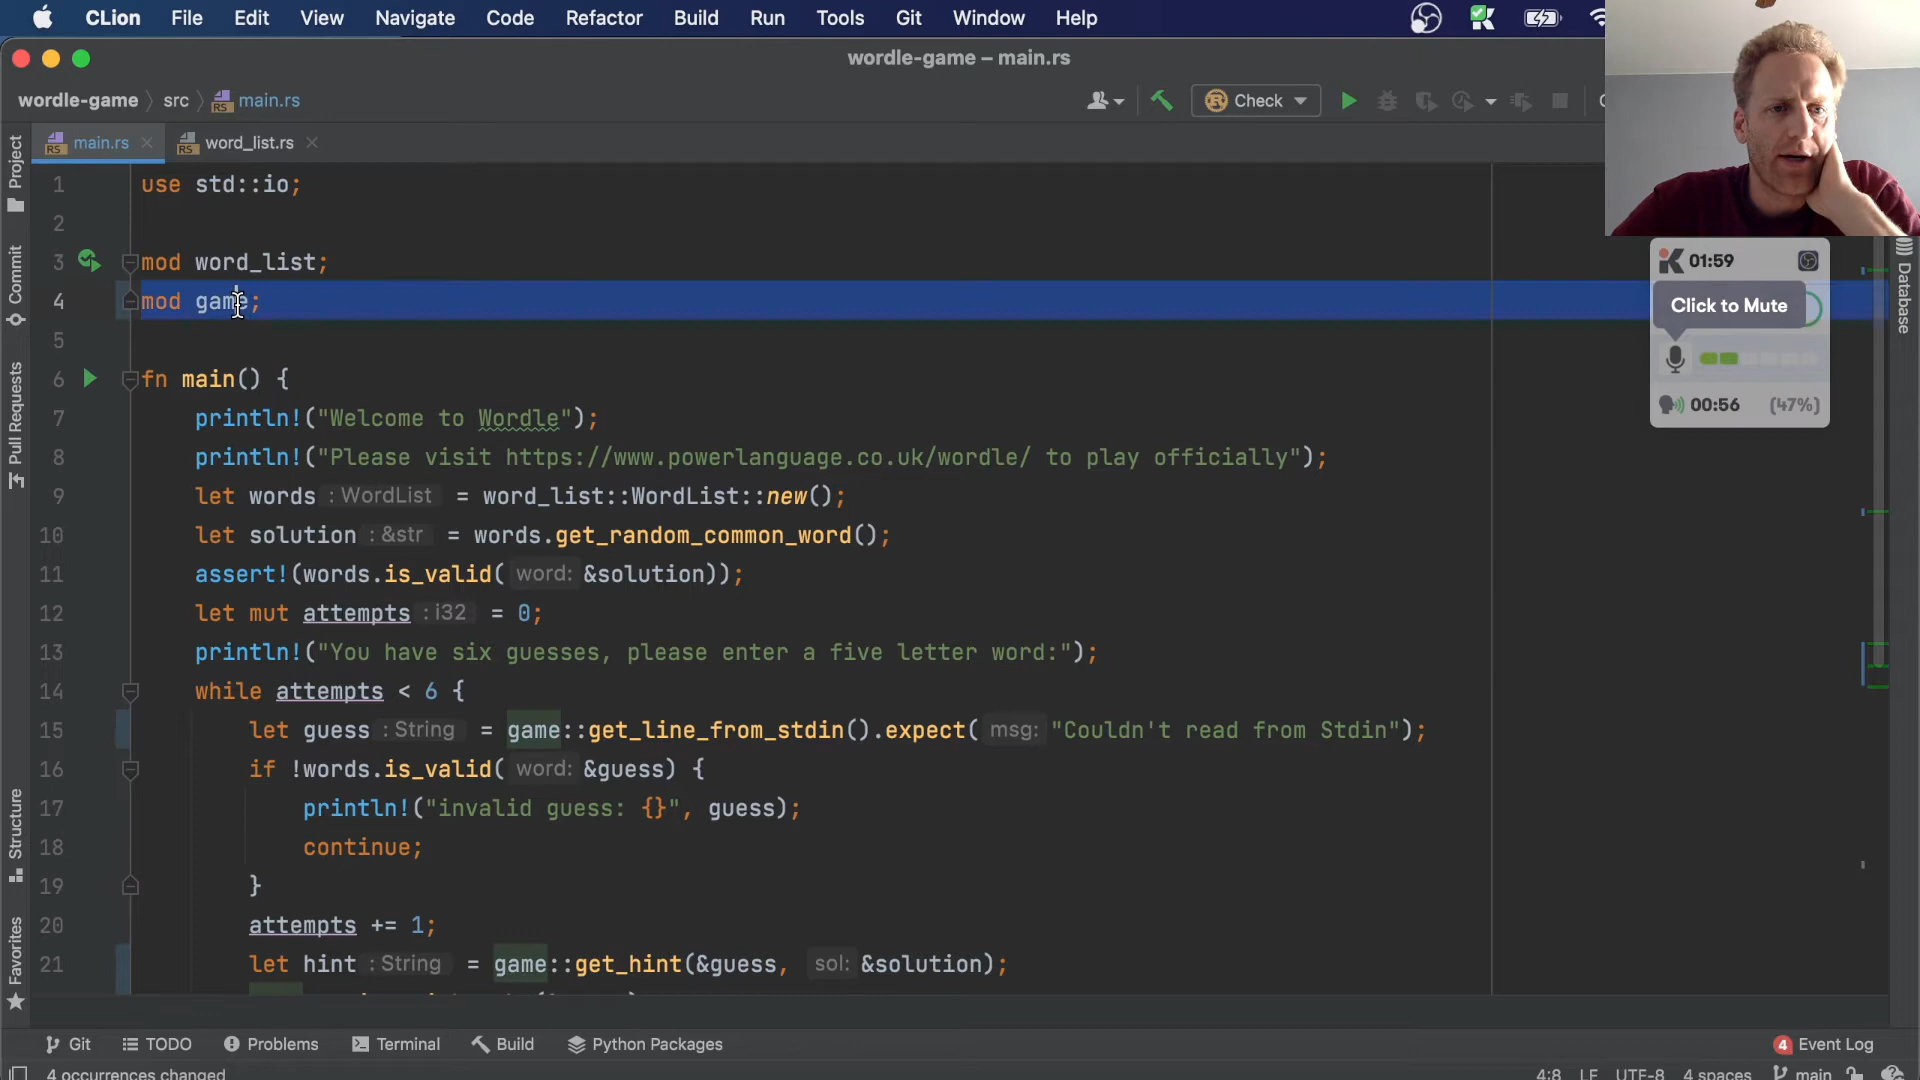 CLion File Edit View Navigate Code Refactor Build Run Tools Git Window Help
wordle-game – main.rs
wordle-game src main.rs
Check
main.rs word_list.rs
1 use std::io;
2
3 mod word_list;
4 mod game;
5
6 fn main() {
7 println!("Welcome to Wordle");
8 println!("Please visit https://www.powerlanguage.co.uk/wordle/ to play officially");
9 let words : WordList = word_list::WordList::new();
10 let solution : &str = words.get_random_common_word();
11 assert!(words.is_valid( word: &solution));
12 let mut attempts : i32 = 0;
13 println!("You have six guesses, please enter a five letter word:");
14 while attempts < 6 {
15 let guess : String = game::get_line_from_stdin().expect( msg: "Couldn't read from Stdin");
16 if !words.is_valid( word: &guess) {
17 println!("invalid guess: {}", guess);
18 continue;
19 }
20 attempts += 1;
21 let hint : String = game::get_hint(&guess, sol: &solution);
Project
Commit
Pull Requests
Structure
Favorites
Database
01:59
Click to Mute
00:56 (47%)
Git TODO Problems Terminal Build Python Packages
4 Event Log
4 occurrences changed
4:8 LF UTF-8 4 spaces main